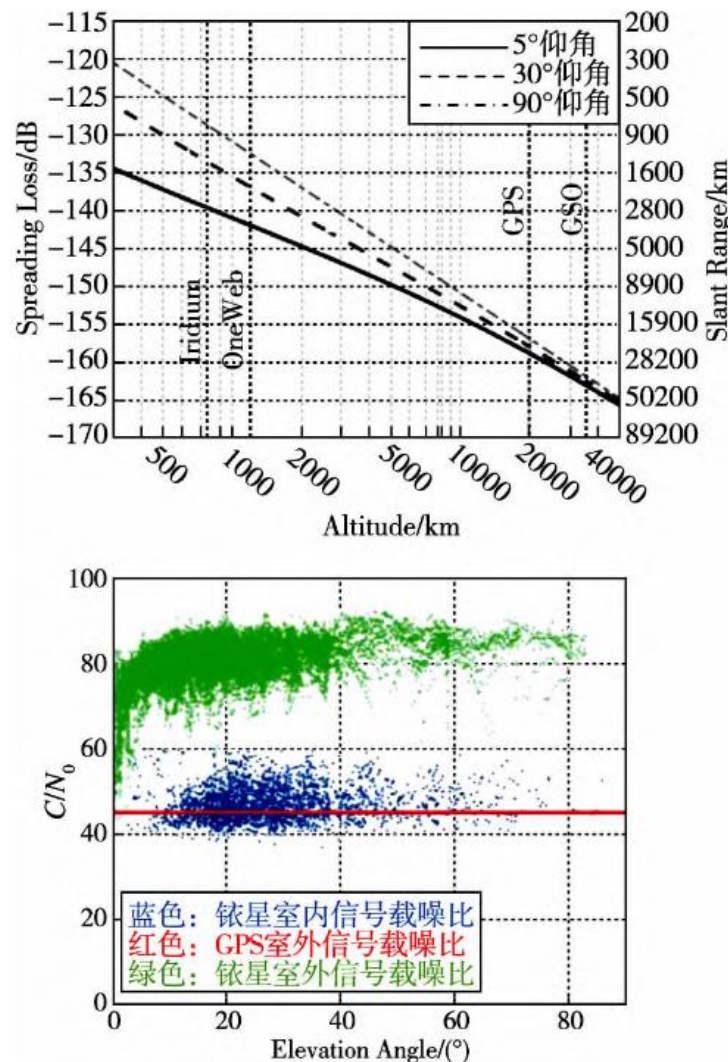 Spreading Loss/dB
−115
−120
−125
−130
−135
−140
−145
−150
−155
−160
−165
−170
5°仰角
30°仰角
90°仰角
Iridium
OneWeb
GPS
GSO
200
300
500
900
1600
2800
5000
8900
15900
28200
50200
89200
Slant Range/km
500
1000
2000
5000
10000
20000
40000
Altitude/km
C/N0
100
80
60
40
20
0
蓝色：铱星室内信号载噪比
红色：GPS室外信号载噪比
绿色：铱星室外信号载噪比
0
20
40
60
80
Elevation Angle/(°)